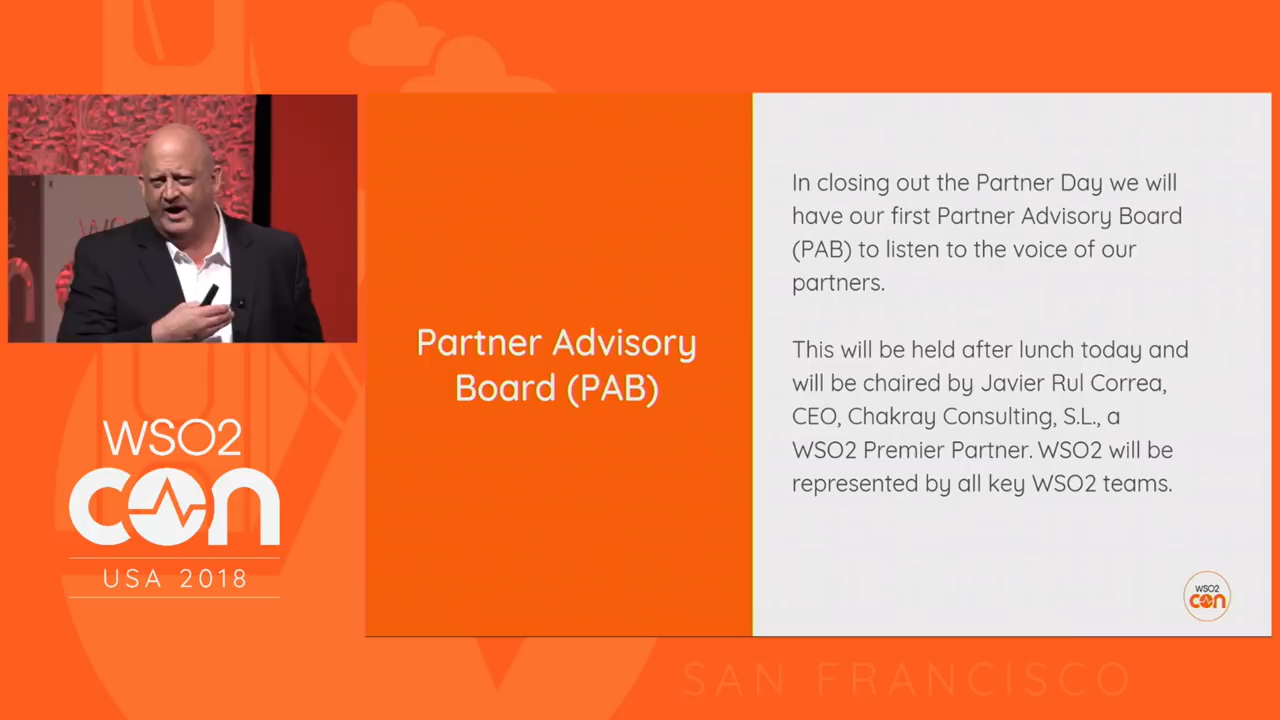 WSO2
con
USA 2018
Partner Advisory
Board (PAB)
In closing out the Partner Day we will
have our first Partner Advisory Board
(PAB) to listen to the voice of our
partners.
This will be held after lunch today and
will be chaired by Javier Rul Correa,
CEO, Chakray Consulting, S.L., a
WSO2 Premier Partner. WSO2 will be
represented by all key WSO2 teams.
WSO2
con
SAN FRANCISCO